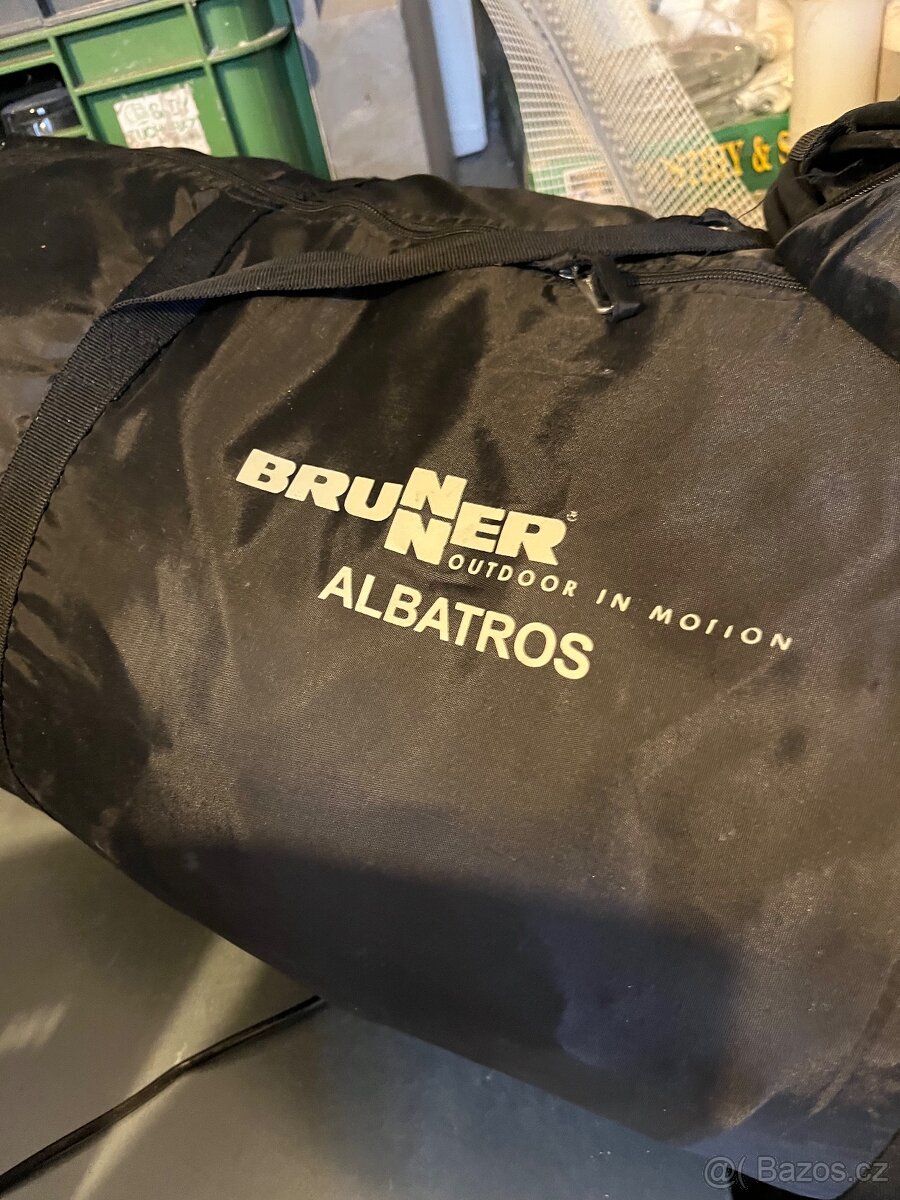 BRUNNER®
OUTDOOR IN MOTION
ALBATROS
@( Bazos.cz